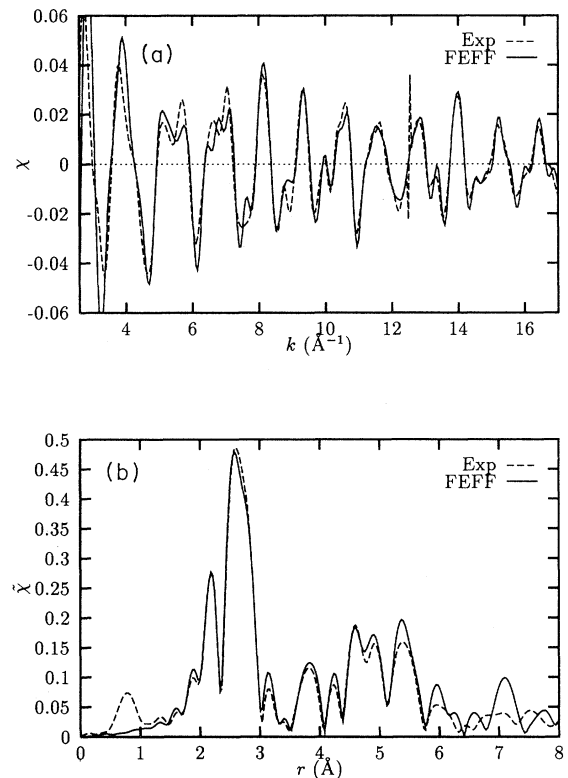 (a)
Exp
FEFF
0.06
0.04
0.02
0
-0.02
-0.04
-0.06
χ
4 6 8 10 12 14 16
k (Å⁻¹)
(b)
Exp
FEFF
0.5
0.45
0.4
0.35
0.3
0.25
0.2
0.15
0.1
0.05
0
χ̃
0 1 2 3 4 5 6 7 8
r (Å)